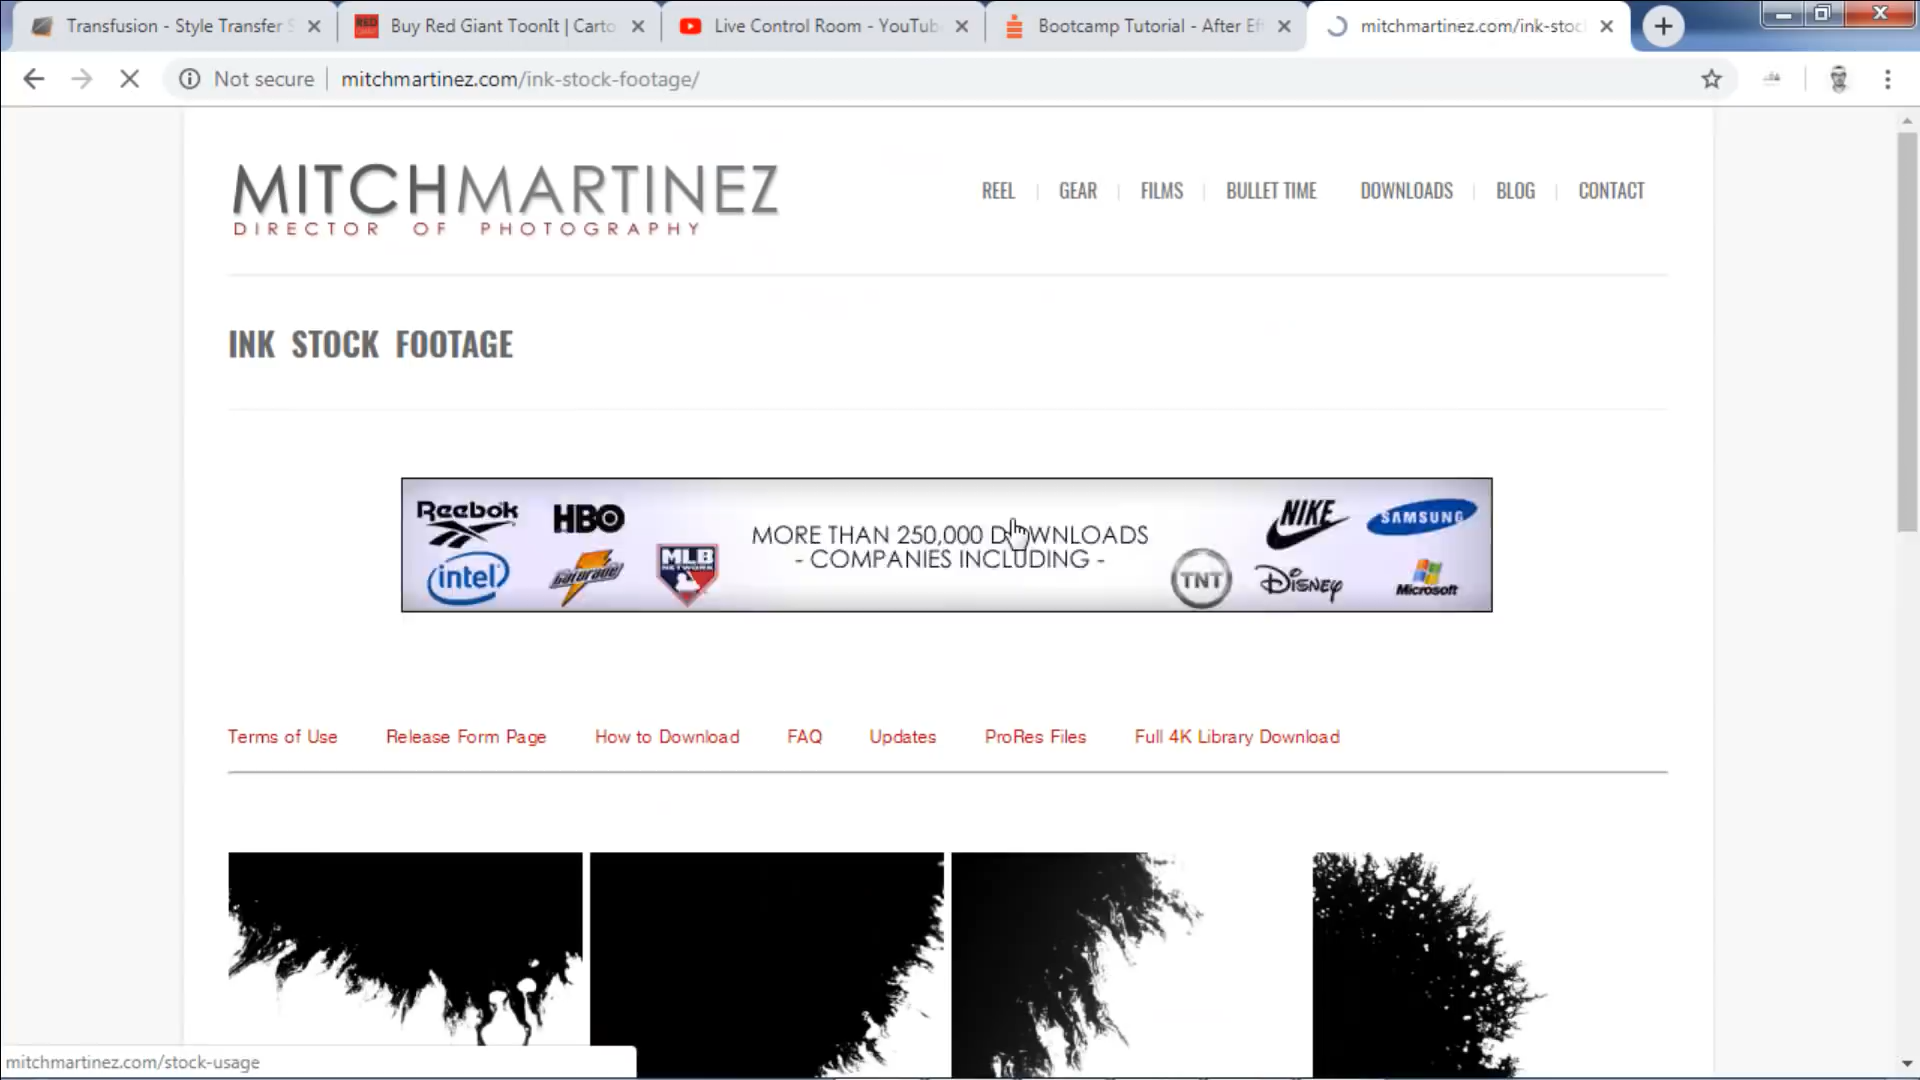 Transfusion - Style Transfer S
Buy Red Giant ToonIt | Carto
Live Control Room - YouTub
Bootcamp Tutorial - After Ef
mitchmartinez.com/ink-stoc
Not secure
mitchmartinez.com/ink-stock-footage/
MITCHMARTINEZ
DIRECTOR OF PHOTOGRAPHY
REEL
GEAR
FILMS
BULLET TIME
DOWNLOADS
BLOG
CONTACT
INK STOCK FOOTAGE
Reebok
HBO
intel
Gatorade
MLB
NETWORK
MORE THAN 250,000 DOWNLOADS
- COMPANIES INCLUDING -
TNT
NIKE
SAMSUNG
DISNEY
Microsoft
Terms of Use
Release Form Page
How to Download
FAQ
Updates
ProRes Files
Full 4K Library Download
mitchmartinez.com/stock-usage